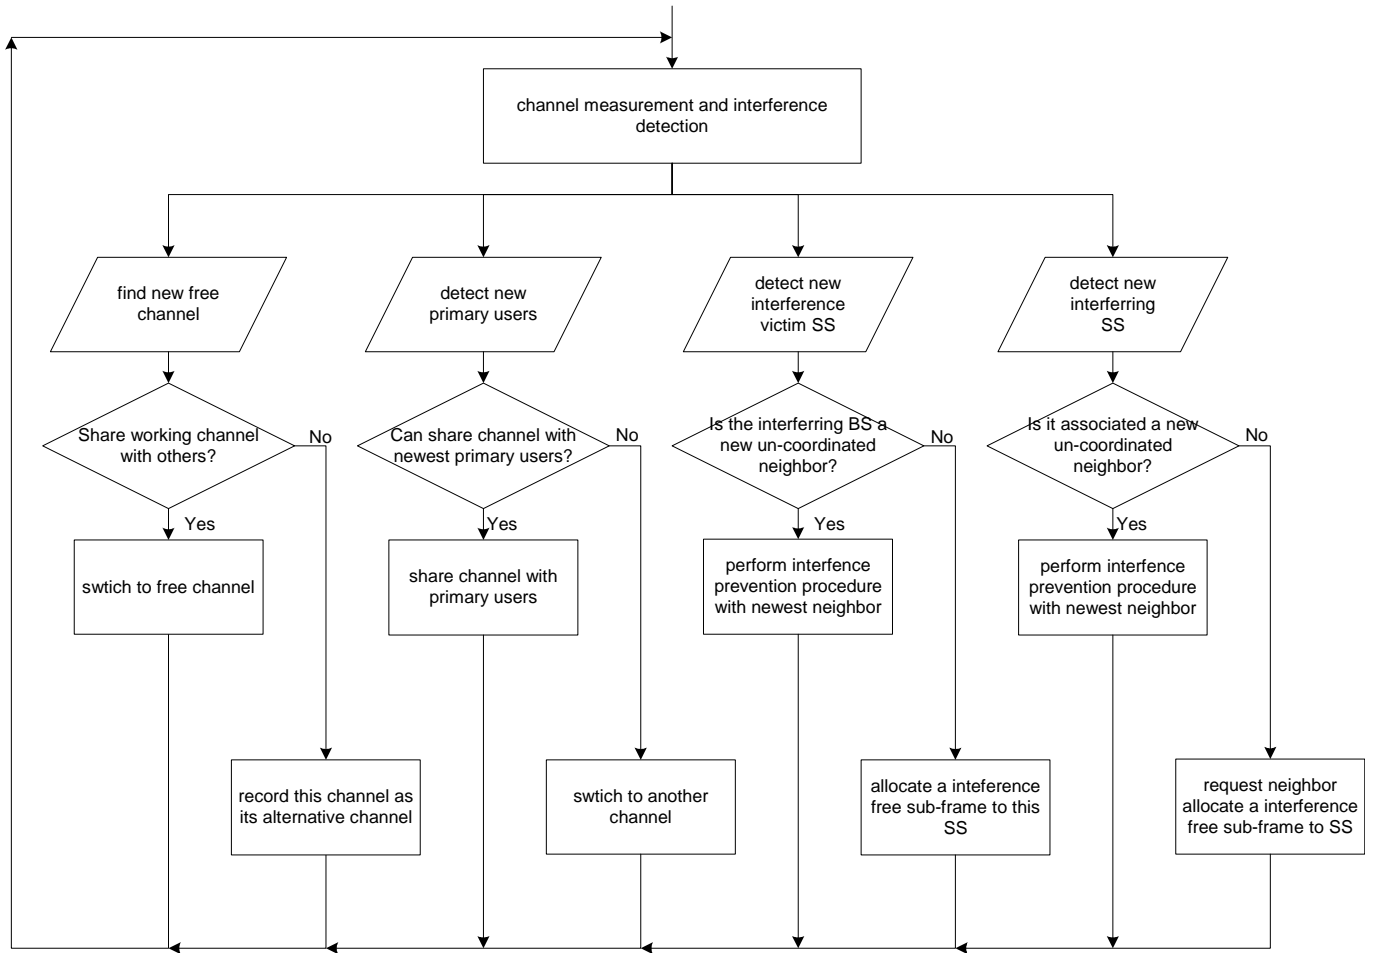 channel measurement and interference
detection
find new free
channel
detect new
primary users
detect new
interference
victim SS
detect new
interferring
SS
Share working channel
with others?
No
Can share channel with
newest primary users?
No
Is the interferring BS a
new un-coordinated
neighbor?
No
Is it associated a new
un-coordinated
neighbor?
No
Yes
Yes
Yes
Yes
swtich to free channel
share channel with
primary users
perform interfence
prevention procedure
with newest neighbor
perform interfence
prevention procedure
with newest neighbor
record this channel as
its alternative channel
swtich to another
channel
allocate a inteference
free sub-frame to this
SS
request neighbor
allocate a interference
free sub-frame to SS